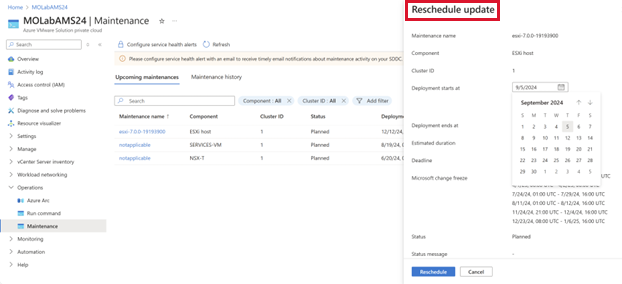 Home > MOLabAMS24
MOLabAMS24 | Maintenance
Azure VMware Solution private cloud
Search
Overview
Activity log
Access control (IAM)
Tags
Diagnose and solve problems
Resource visualizer
Settings
Manage
vCenter Server inventory
Workload networking
Operations
Azure Arc
Run command
Maintenance
Monitoring
Automation
Help
Configure service health alerts
Refresh
Please configure service health alert with an email to receive timely email notifications about maintenance activity on your SDDC.
Upcoming maintenances
Maintenance history
Search
Component : All
Cluster ID : All
Add filter
Maintenance name ↑ Component Cluster ID Status Deploym
esxi-7.0.0-19193900 ESXi host 1 Planned 12/12/24,
notapplicable SERVICES-VM 1 Planned 8/19/24, 0
notapplicable NSX-T 1 Planned 6/20/24, 0
Reschedule update
Maintenance name esxi-7.0.0-19193900
Component ESXi host
Cluster ID 1
Deployment starts at 9/5/2024
September 2024
S M T W T F S
1 2 3 4 5 6 7
8 9 10 11 12 13 14
15 16 17 18 19 20 21
22 23 24 25 26 27 28
29 30 1 2 3 4 5
Deployment ends at
Estimated duration
Deadline
Microsoft change freeze
UTC
7/24/24, 01:00 UTC - 7/29/24, 16:00 UTC
8/11/24, 01:00 UTC - 8/12/24, 16:00 UTC
11/24/24, 21:00 UTC - 12/4/24, 16:00 UTC
12/23/24, 08:00 UTC - 1/6/25, 16:00 UTC
Status Planned
Status message -
Reschedule
Cancel